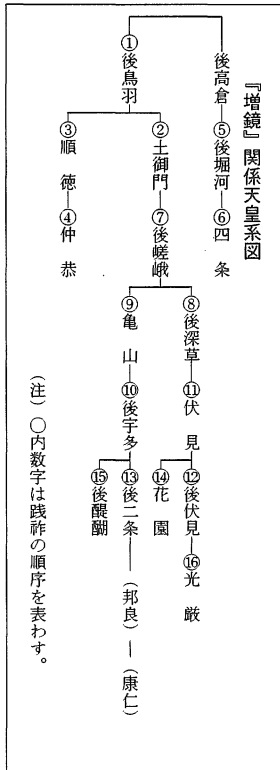 『増鏡』関係天皇系図
後高倉
⑤後堀河
⑥四条
①後鳥羽
②土御門
⑦後嵯峨
⑧後深草
⑪伏見
⑫後伏見
⑯光厳
⑭花園
⑨亀山
⑩後宇多
⑬後二条
(邦良)
(康仁)
⑮後醍醐
③順徳
④仲恭
(注)○内数字は践祚の順序を表わす。